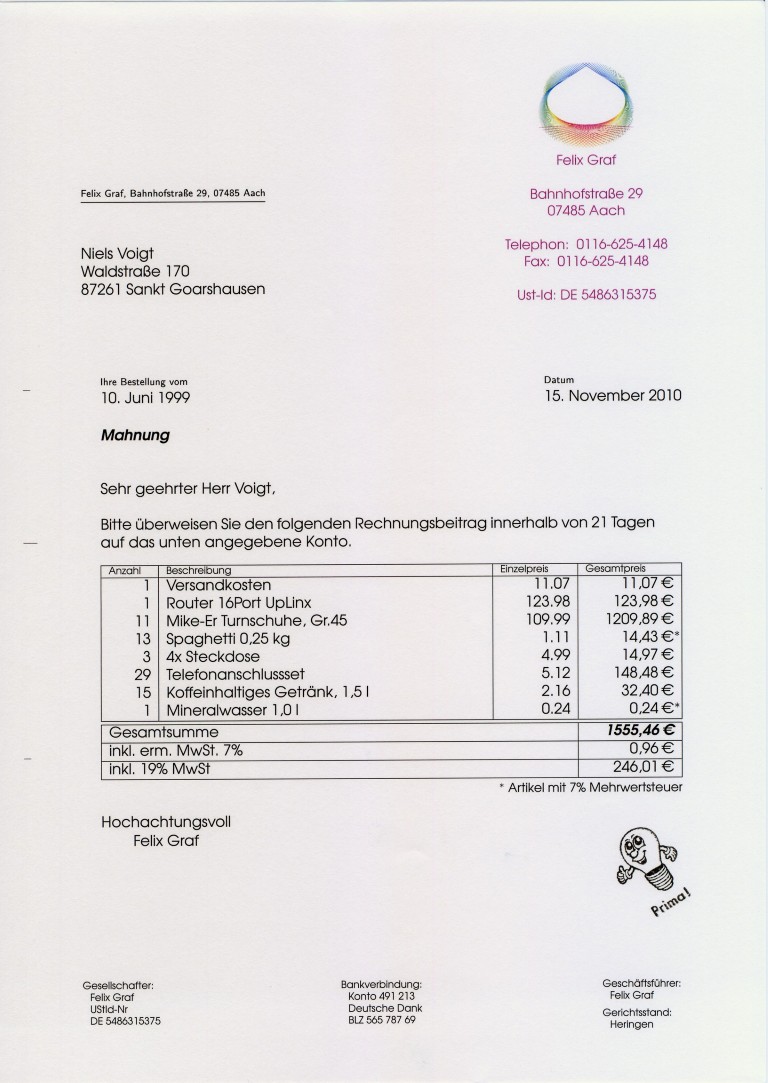 Felix Graf
Felix Graf, Bahnhofstraße 29, 07485 Aach
Bahnhofstraße 29
07485 Aach
Telephon: 0116-625-4148
Fax: 0116-625-4148
Ust-Id: DE 5486315375
Niels Voigt
Waldstraße 170
87261 Sankt Goarshausen
Ihre Bestellung vom
10. Juni 1999
Datum
15. November 2010
Mahnung
Sehr geehrter Herr Voigt,
Bitte überweisen Sie den folgenden Rechnungsbeitrag innerhalb von 21 Tagen
auf das unten angegebene Konto.
Anzahl Beschreibung Einzelpreis Gesamtpreis
1 Versandkosten 11.07 11,07 €
1 Router 16Port UpLinx 123.98 123,98 €
11 Mike-Er Turnschuhe, Gr.45 109.99 1209,89 €
13 Spaghetti 0,25 kg 1.11 14,43 €*
3 4x Steckdose 4.99 14,97 €
29 Telefonanschlussset 5.12 148,48 €
15 Koffeinhaltiges Getränk, 1,5 l 2.16 32,40 €
1 Mineralwasser 1,0 l 0.24 0,24 €*
Gesamtsumme 1555,46 €
inkl. erm. MwSt. 7% 0,96 €
inkl. 19% MwSt 246,01 €
* Artikel mit 7% Mehrwertsteuer
Hochachtungsvoll
Felix Graf
Prima!
Gesellschafter:
Felix Graf
UStId-Nr
DE 5486315375
Bankverbindung:
Konto 491 213
Deutsche Dank
BLZ 565 787 69
Geschäftsführer:
Felix Graf
Gerichtsstand:
Heringen